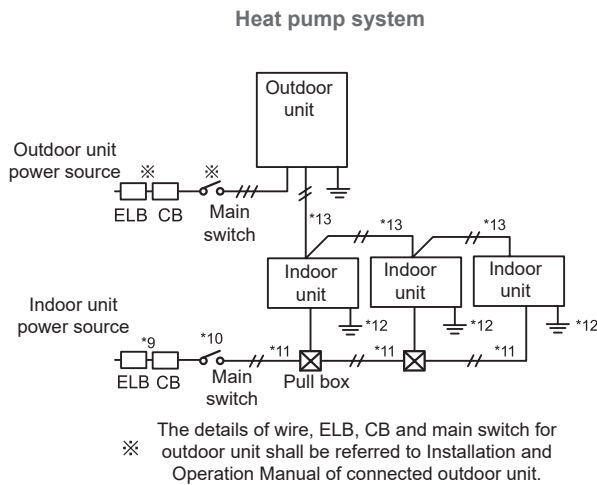 Heat pump system
Outdoor
unit
Outdoor unit
power source
※
※
ELB
CB
Main
switch
*13
*13
*13
Indoor
unit
Indoor
unit
Indoor
unit
*12
*12
*12
Indoor unit
power source
*9
*10
ELB
CB
Main
switch
*11
Pull box
*11
*11
※
The details of wire, ELB, CB and main switch for
outdoor unit shall be referred to Installation and
Operation Manual of connected outdoor unit.